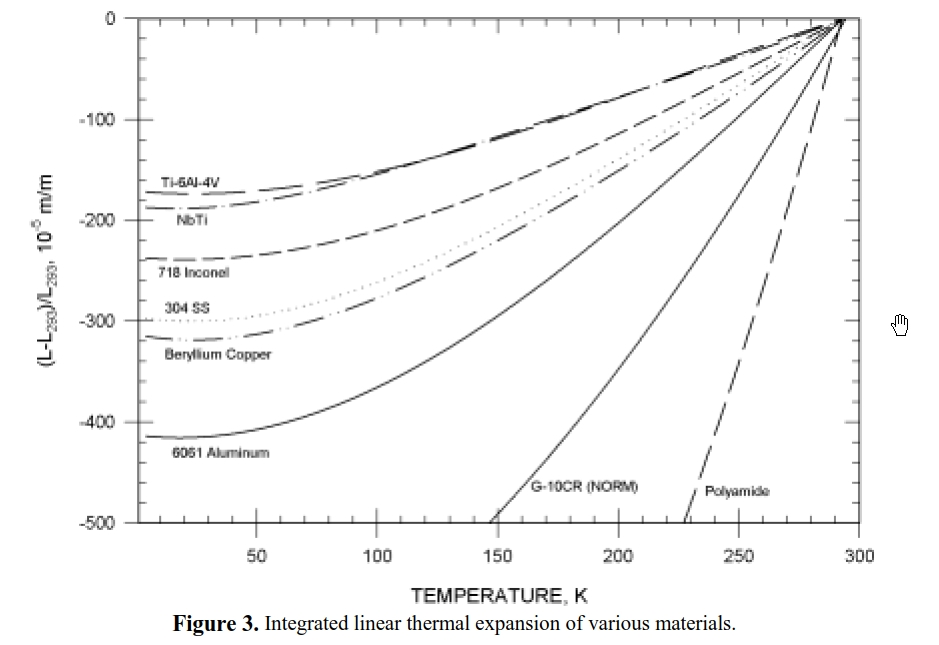 0
-100
-200
-300
-400
-500
(L-L293)/L293, 10-5 m/m
Ti-6Al-4V
NbTi
718 Inconel
304 SS
Beryllium Copper
6061 Aluminum
G-10CR (NORM)
Polyamide
50 100 150 200 250 300
TEMPERATURE, K
Figure 3. Integrated linear thermal expansion of various materials.